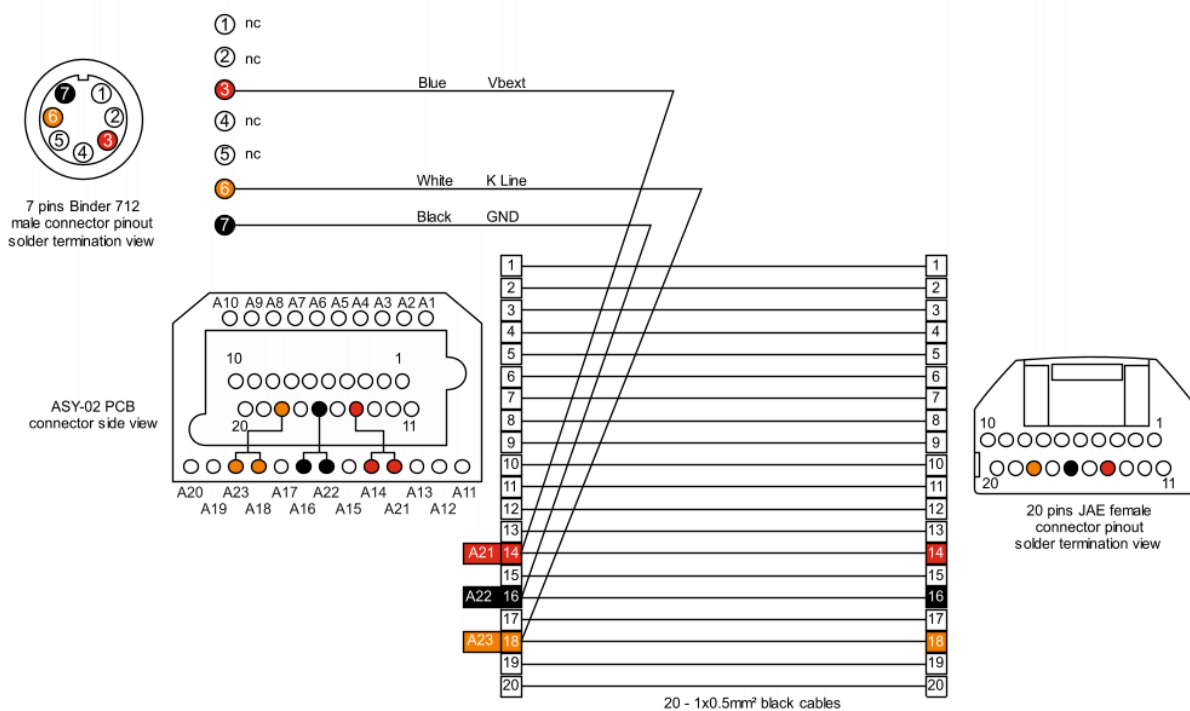 1 nc
2 nc
3 Blue Vbext
4 nc
5 nc
6 White K Line
7 Black GND
7 1
6 2
5 3
4
7 pins Binder 712
male connector pinout
solder termination view
A10 A9 A8 A7 A6 A5 A4 A3 A2 A1
10 1
20 11
A20 A23 A17 A22 A14 A13 A11
A19 A18 A16 A15 A21 A12
ASY-02 PCB
connector side view
1 1
2 2
3 3
4 4
5 5
6 6
7 7
8 8
9 9
10 10
11 11
12 12
13 13
A21 14 14
15 15
A22 16 16
17 17
A23 18 18
19 19
20 20
20 - 1x0.5mm² black cables
10 1
20 11
20 pins JAE female
connector pinout
solder termination view